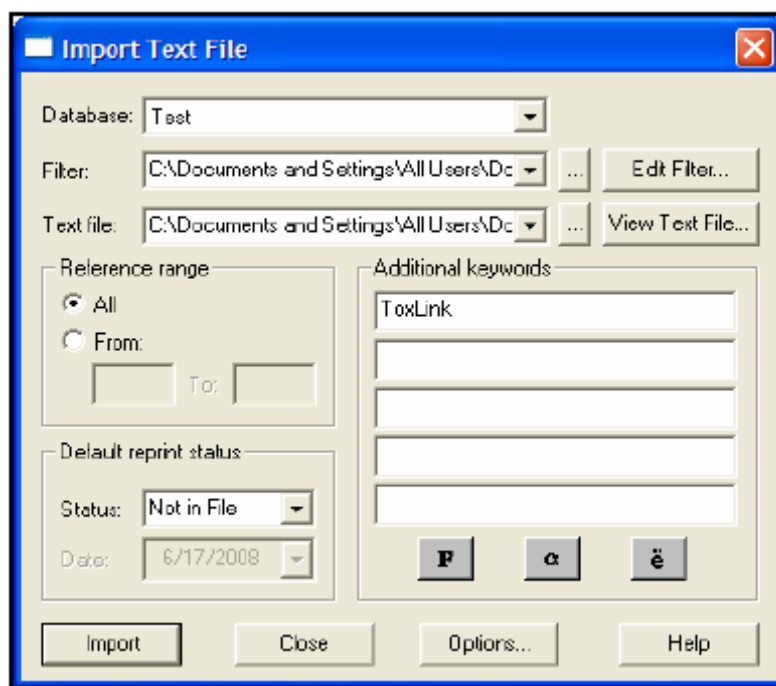 Import Text File
Database: Test
Filter: C:\Documents and Settings\All Users\Dc ... Edit Filter...
Text file: C:\Documents and Settings\All Users\Dc ... View Text File...
Reference range
All
From:
To:
Additional keywords
ToxLink
Default reprint status
Status: Not in File
Date: 6/17/2008
F α ë
Import Close Options... Help